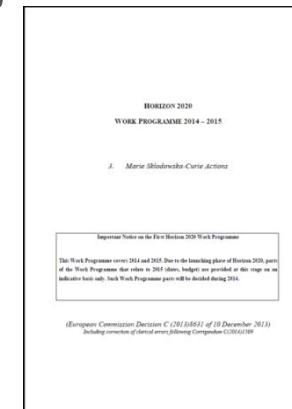 HORIZON 2020
WORK PROGRAMME 2014 – 2015
3. Marie Skłodowska-Curie Actions
Important Notice on the First Horizon 2020 Work Programme
This Work Programme covers 2014 and 2015. Due to the launching phase of Horizon 2020, parts
of the Work Programme that relate to 2015 (dates, budget) are provided at this stage on an
indicative basis only. Such Work Programme parts will be decided during 2014.
(European Commission Decision C (2013)8631 of 10 December 2013)
Including correction of clerical errors following Corrigendum C(2014)1509